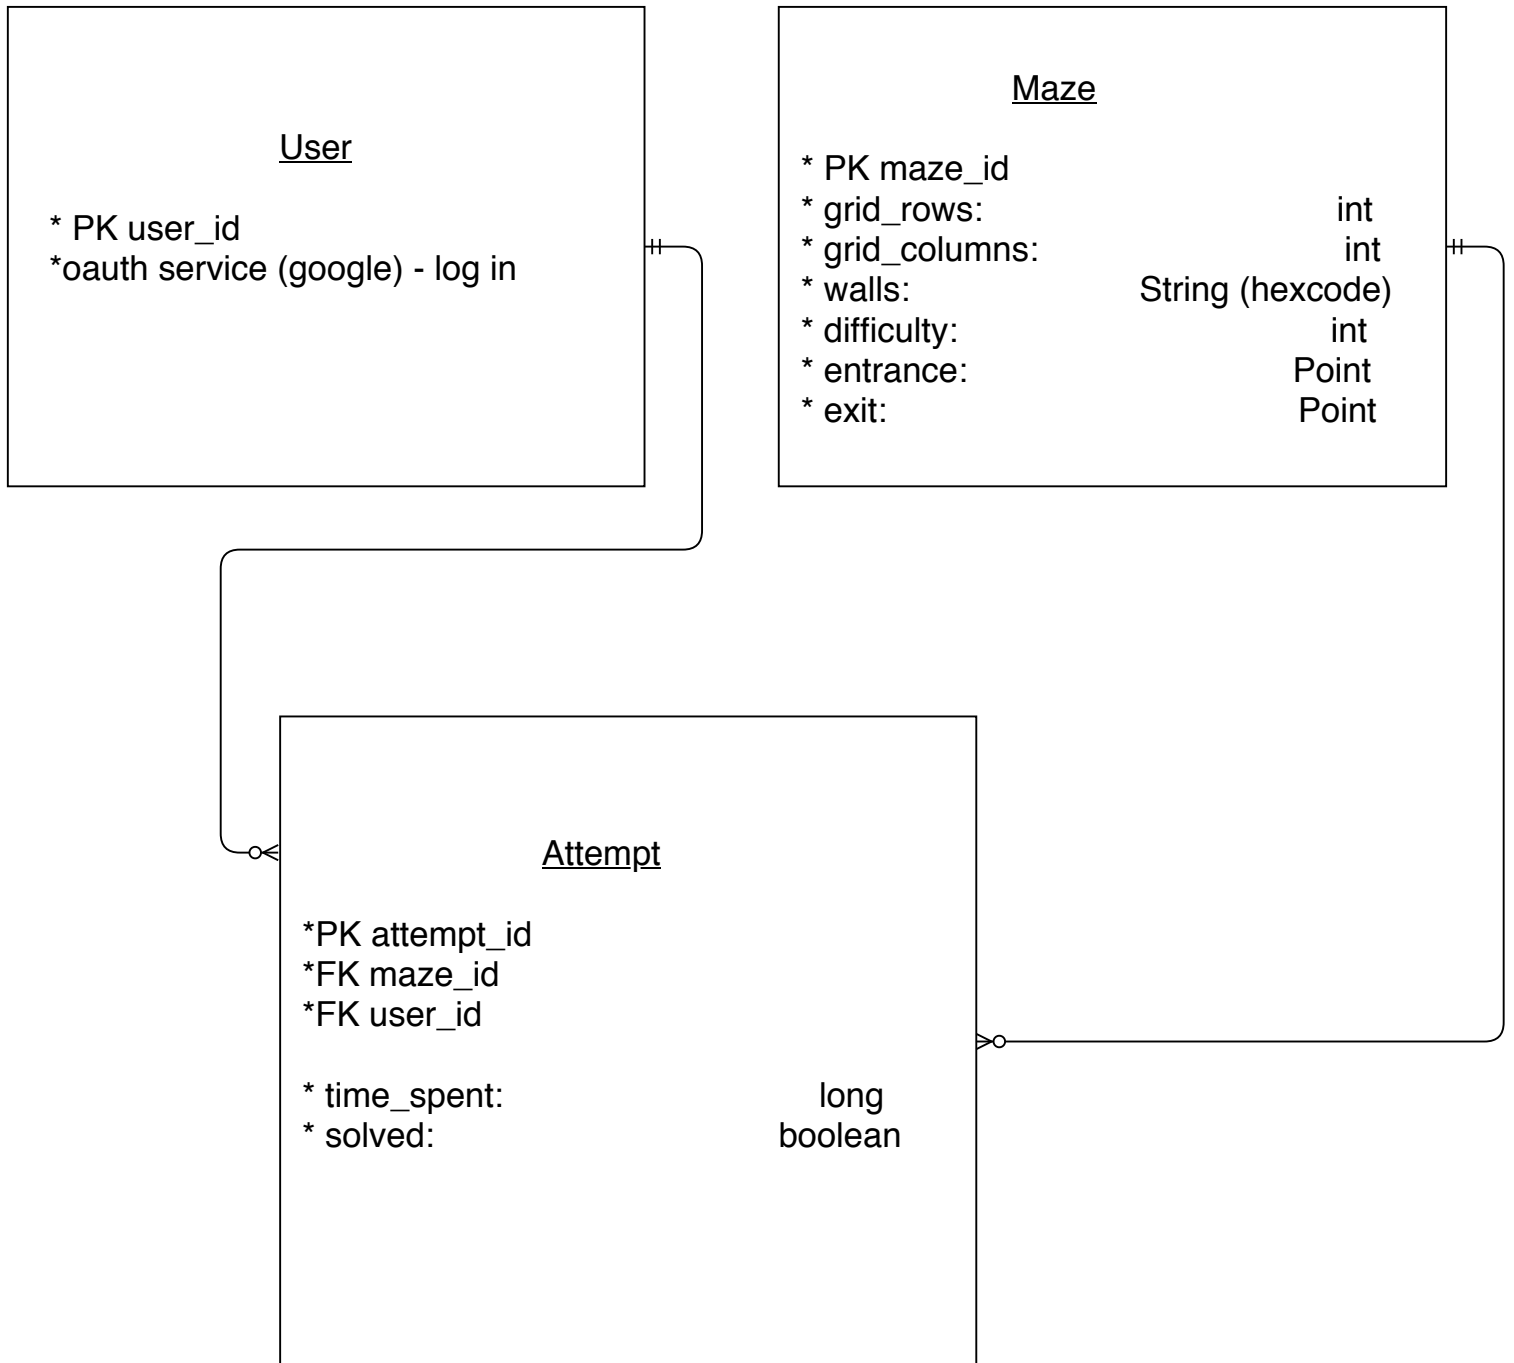 User
* PK user_id
*oauth service (google) - log in
Maze
* PK maze_id
* grid_rows: int
* grid_columns: int
* walls: String (hexcode)
* difficulty: int
* entrance: Point
* exit: Point
Attempt
*PK attempt_id
*FK maze_id
*FK user_id
* time_spent: long
* solved: boolean